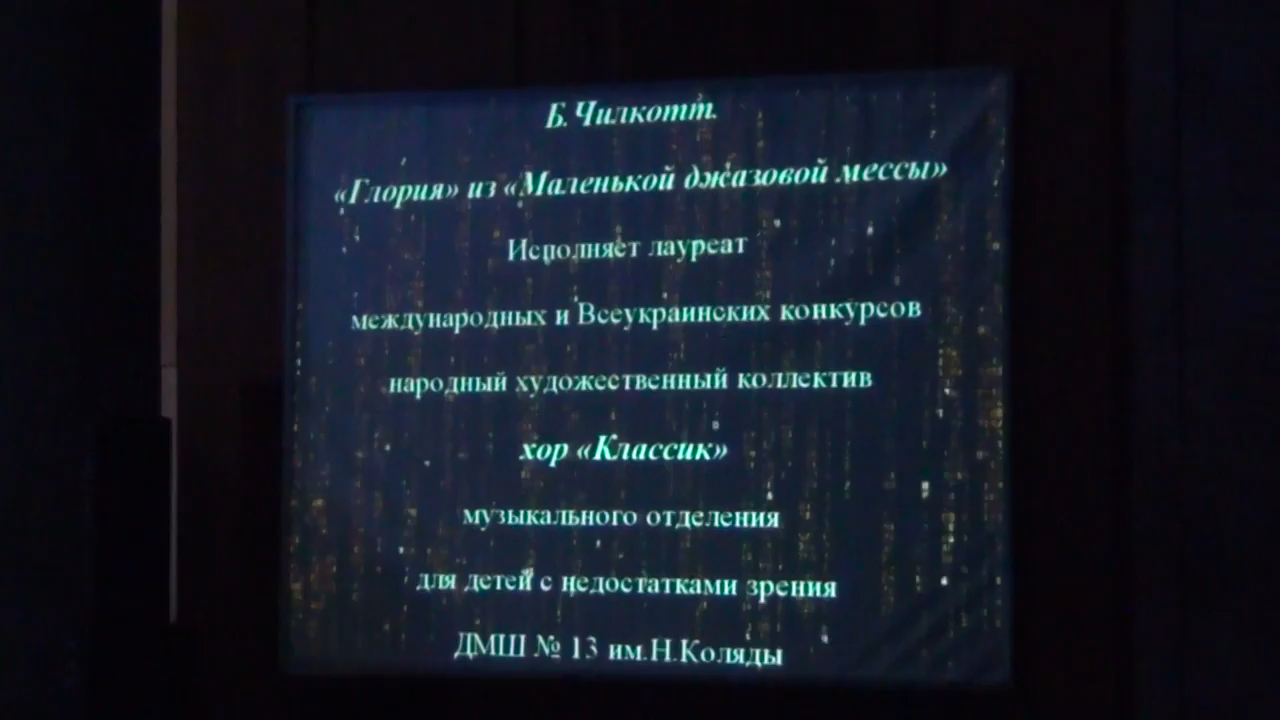 Б.Чилкотт.
«Глория» из «Маленькой джазовой мессы»
Исполняет лауреат
международных и Всеукраинских конкурсов
народный художественный коллектив
хор «Классик»
музыкального отделения
для детей с недостатками зрения
ДМШ № 13 им.Н.Коляды